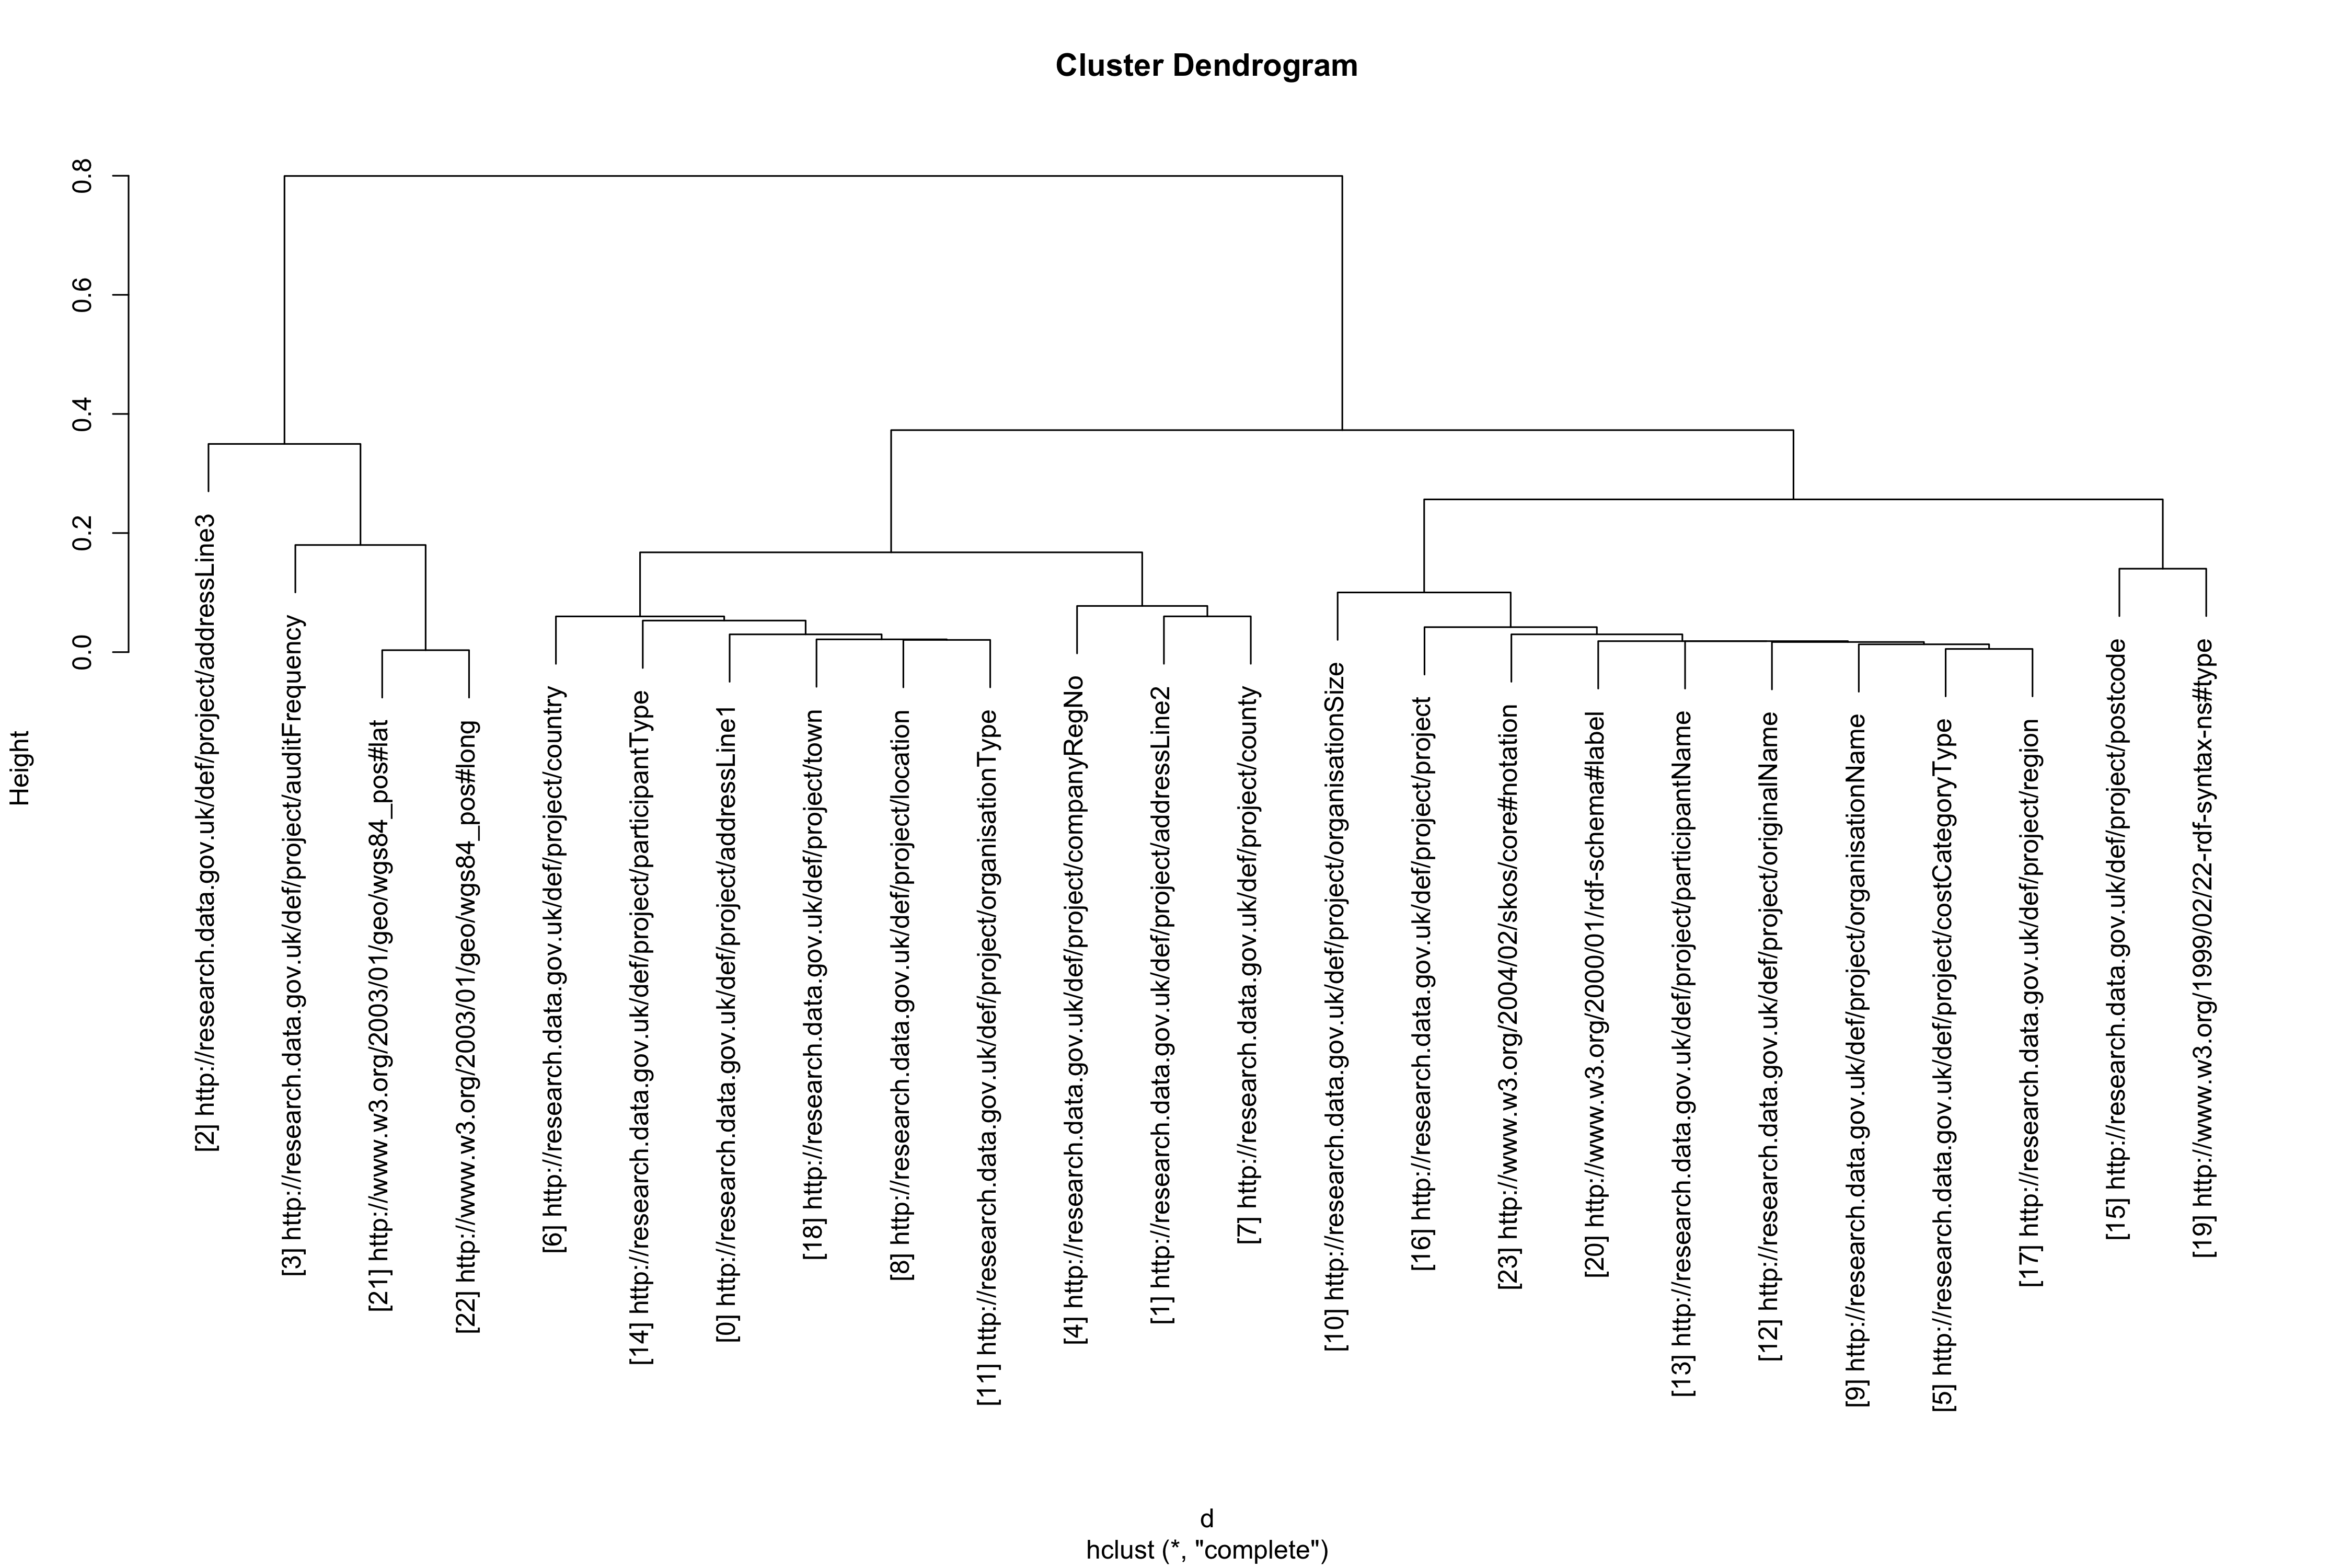 Cluster Dendrogram
Height
0.0
0.2
0.4
0.6
0.8
[2] http://research.data.gov.uk/def/project/addressLine3
[3] http://research.data.gov.uk/def/project/auditFrequency
[21] http://www.w3.org/2003/01/geo/wgs84_pos#lat
[22] http://www.w3.org/2003/01/geo/wgs84_pos#long
[6] http://research.data.gov.uk/def/project/country
[14] http://research.data.gov.uk/def/project/participantType
[0] http://research.data.gov.uk/def/project/addressLine1
[18] http://research.data.gov.uk/def/project/town
[8] http://research.data.gov.uk/def/project/location
[11] http://research.data.gov.uk/def/project/organisationType
[4] http://research.data.gov.uk/def/project/companyRegNo
[1] http://research.data.gov.uk/def/project/addressLine2
[7] http://research.data.gov.uk/def/project/county
[10] http://research.data.gov.uk/def/project/organisationSize
[16] http://research.data.gov.uk/def/project/project
[23] http://www.w3.org/2004/02/skos/core#notation
[20] http://www.w3.org/2000/01/rdf-schema#label
[13] http://research.data.gov.uk/def/project/participantName
[12] http://research.data.gov.uk/def/project/originalName
[9] http://research.data.gov.uk/def/project/organisationName
[5] http://research.data.gov.uk/def/project/costCategoryType
[17] http://research.data.gov.uk/def/project/region
[15] http://research.data.gov.uk/def/project/postcode
[19] http://www.w3.org/1999/02/22-rdf-syntax-ns#type
d
hclust (*, "complete")